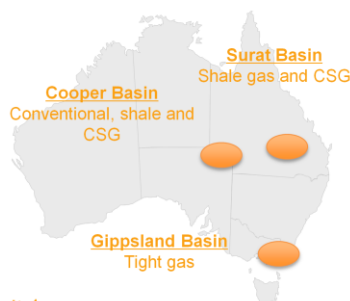 Surat Basin
Shale gas and CSG
Cooper Basin
Conventional, shale and
CSG
Gippsland Basin
Tight gas